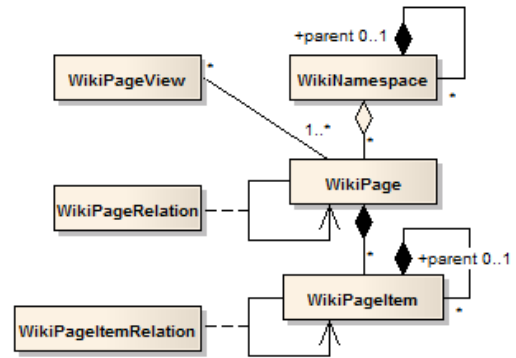 +parent 0..1
WikiPageView
*
WikiNamespace
*
1..*
*
WikiPage
WikiPageRelation
*
+parent 0..1
WikiPageItem
*
WikiPageItemRelation